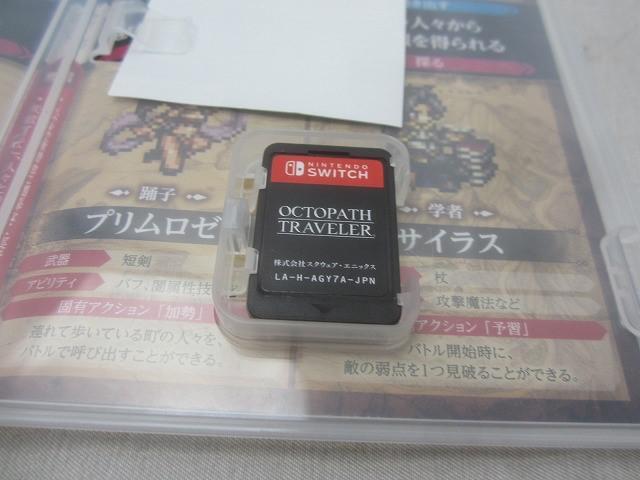 人々から
を得られる
探る
NINTENDO
SWITCH
OCTOPATH
TRAVELER
株式会社スクウェア・エニックス
LA-H-AGY7A-JPN
踊子
プリムロゼ
武器 短剣
アビリティ バフ、闇属性技
固有アクション「加勢」
連れて歩いている町の人々を、
バトルで呼び出すことができる。
学者
サイラス
杖
攻撃魔法など
アクション「予習」
バトル開始時に、
敵の弱点を1つ見破ることができる。